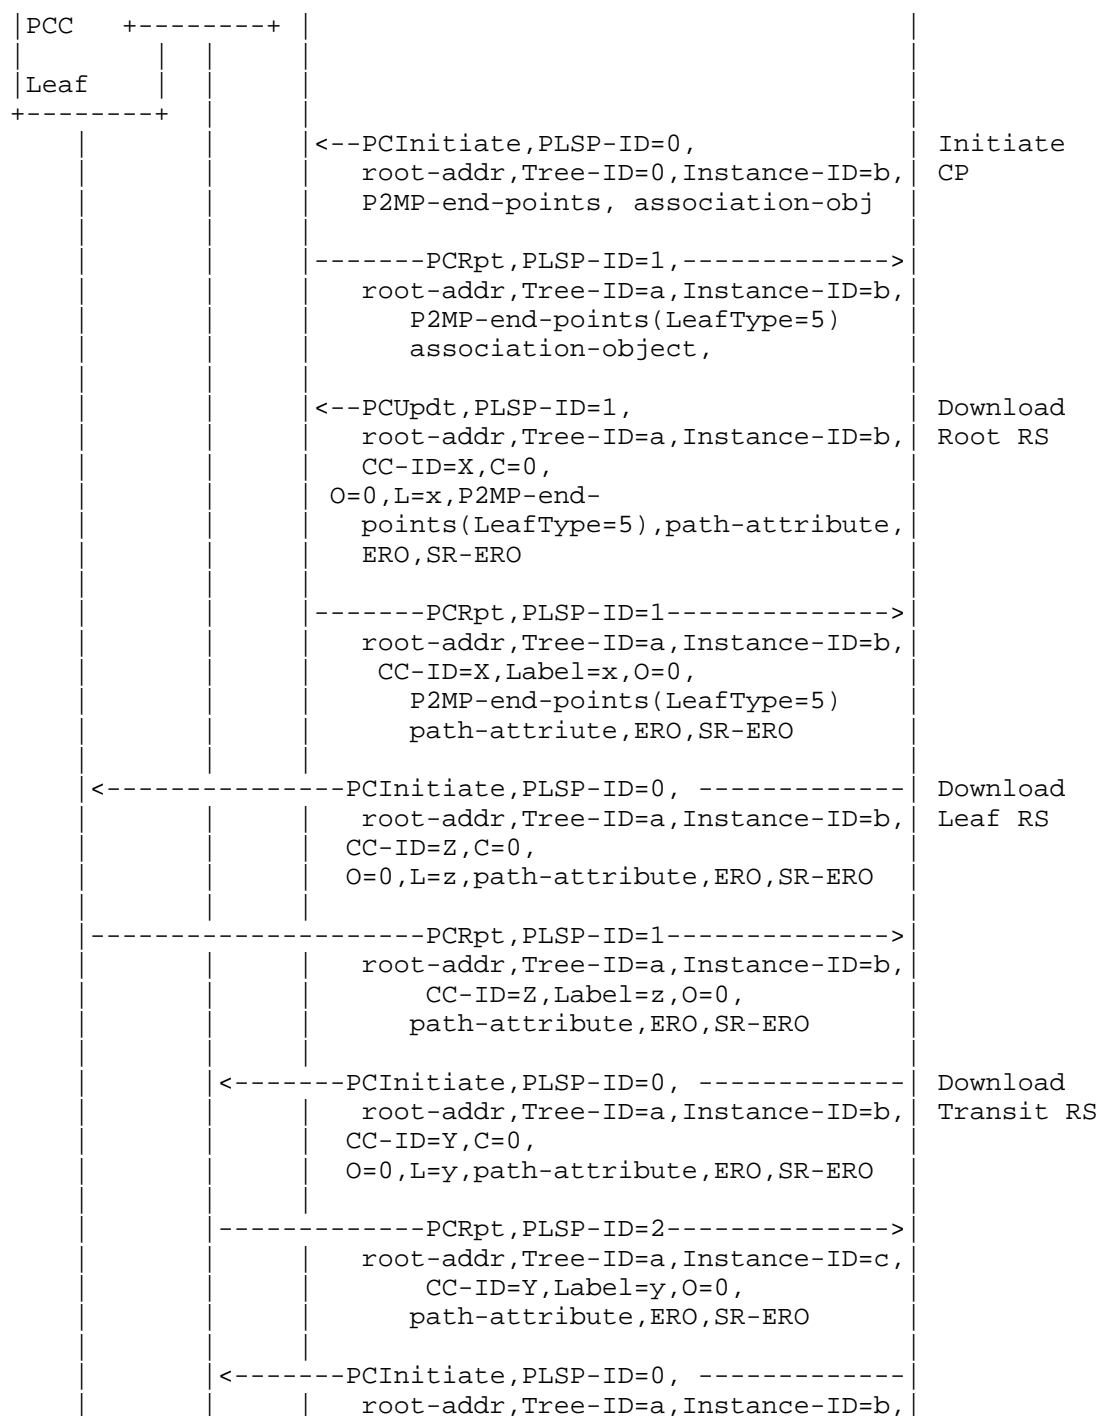 |PCC   +--------+ |                                     |
|        |  |     |                                     |
|Leaf    |  |     |                                     |
+--------+  |     |                                     |
    |       |     |<--PCInitiate,PLSP-ID=0,             | Initiate
    |       |     |   root-addr,Tree-ID=0,Instance-ID=b,| CP
    |       |     |   P2MP-end-points, association-obj  |
    |       |     |                                     |
    |       |     |-------PCRpt,PLSP-ID=1,------------->|
    |       |     |   root-addr,Tree-ID=a,Instance-ID=b,|
    |       |     |      P2MP-end-points(LeafType=5)    |
    |       |     |      association-object,            |
    |       |     |                                     |
    |       |     |<--PCUpdt,PLSP-ID=1,                 | Download
    |       |     |   root-addr,Tree-ID=a,Instance-ID=b,| Root RS
    |       |     |   CC-ID=X,C=0,                      |
    |       |     | O=0,L=x,P2MP-end-                   |
    |       |     |   points(LeafType=5),path-attribute,|
    |       |     |   ERO,SR-ERO                        |
    |       |     |                                     |
    |       |     |-------PCRpt,PLSP-ID=1-------------->|
    |       |     |   root-addr,Tree-ID=a,Instance-ID=b,|
    |       |     |    CC-ID=X,Label=x,O=0,             |
    |       |     |      P2MP-end-points(LeafType=5)    |
    |       |     |      path-attriute,ERO,SR-ERO       |
    |       |     |                                     |
    |<---------------PCInitiate,PLSP-ID=0, -------------| Download
    |       |     |   root-addr,Tree-ID=a,Instance-ID=b,| Leaf RS
    |       |     |  CC-ID=Z,C=0,                       |
    |       |     |  O=0,L=z,path-attribute,ERO,SR-ERO  |
    |       |     |                                     |
    |---------------------PCRpt,PLSP-ID=1-------------->|
    |       |     |   root-addr,Tree-ID=a,Instance-ID=b,|
    |       |     |       CC-ID=Z,Label=z,O=0,          |
    |       |     |      path-attribute,ERO,SR-ERO      |
    |       |     |                                     |
    |       |<-------PCInitiate,PLSP-ID=0, -------------| Download
    |       |     |   root-addr,Tree-ID=a,Instance-ID=b,| Transit RS
    |       |     |  CC-ID=Y,C=0,                       |
    |       |     |  O=0,L=y,path-attribute,ERO,SR-ERO  |
    |       |     |                                     |
    |       |-------------PCRpt,PLSP-ID=2-------------->|
    |       |     |   root-addr,Tree-ID=a,Instance-ID=c,|
    |       |     |       CC-ID=Y,Label=y,O=0,          |
    |       |     |      path-attribute,ERO,SR-ERO      |
    |       |     |                                     |
    |       |<-------PCInitiate,PLSP-ID=0, -------------|
    |       |     |   root-addr,Tree-ID=a,Instance-ID=b,|